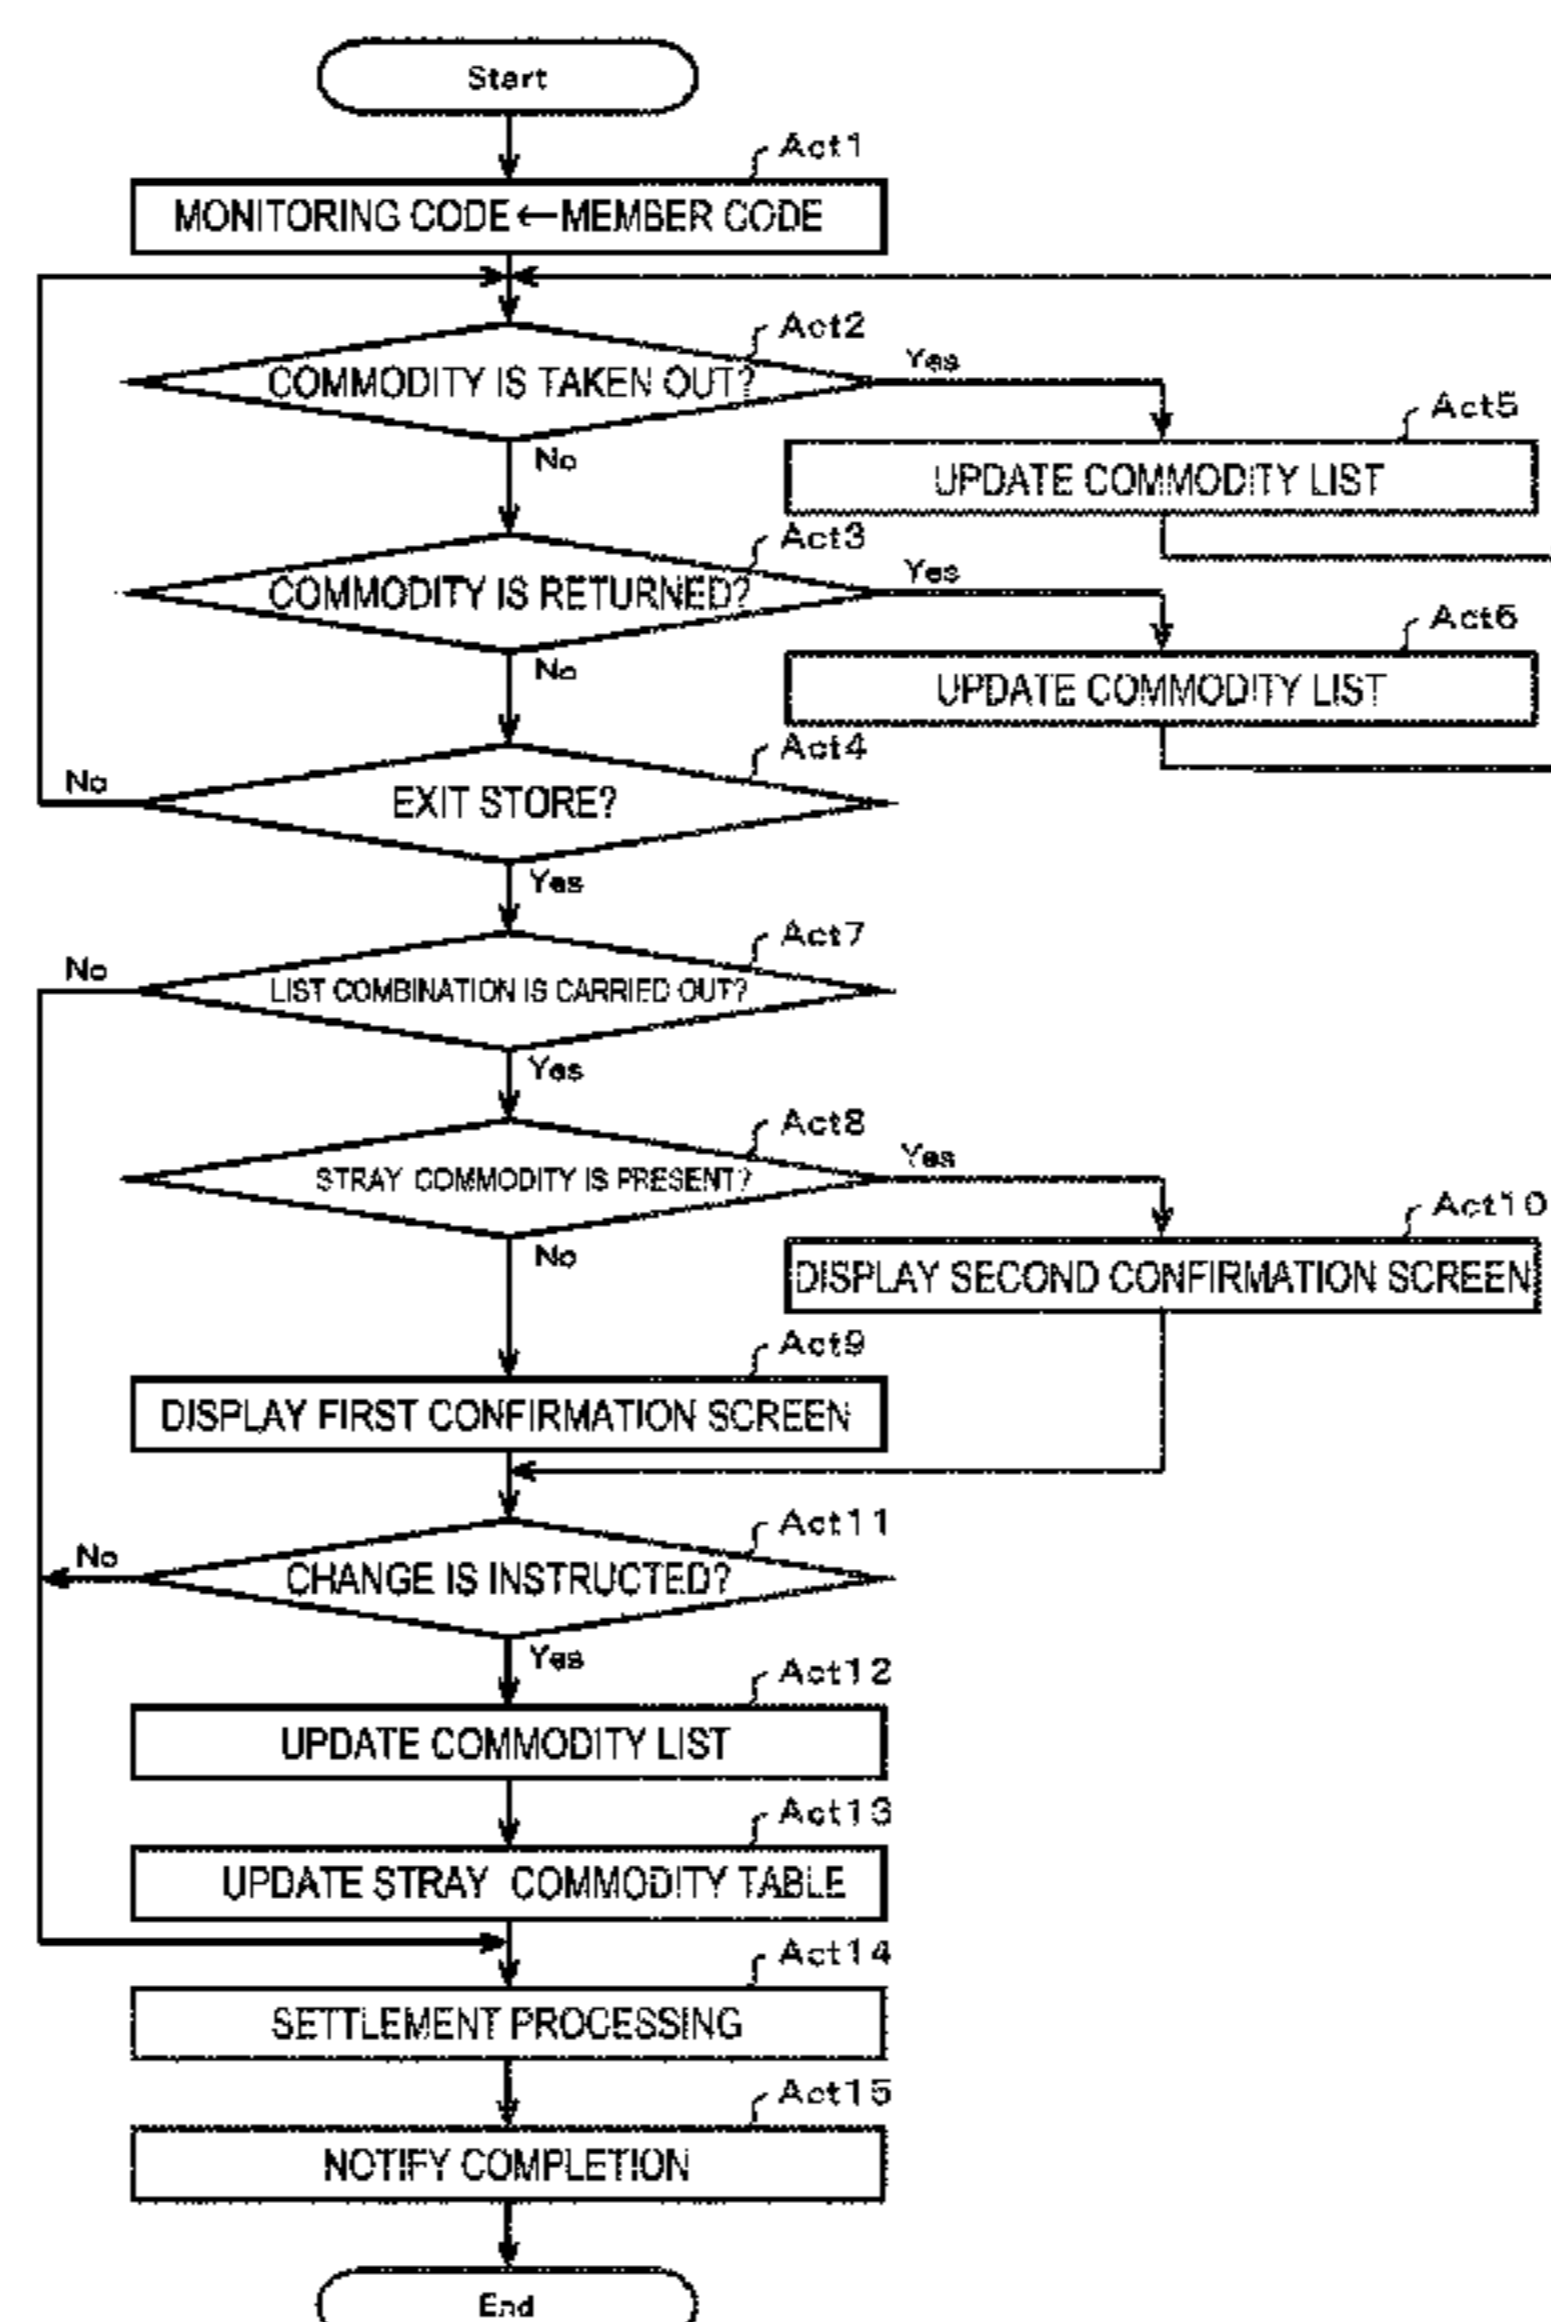 Start
Act1
MONITORING CODE←MEMBER CODE
Act2
COMMODITY IS TAKEN OUT?
Yes
No
Act5
UPDATE COMMODITY LIST
Act3
COMMODITY IS RETURNED?
Yes
No
Act6
UPDATE COMMODITY LIST
Act4
EXIT STORE?
No
Yes
Act7
LIST COMBINATION IS CARRIED OUT?
No
Yes
Act8
STRAY COMMODITY IS PRESENT?
Yes
No
Act10
DISPLAY SECOND CONFIRMATION SCREEN
Act9
DISPLAY FIRST CONFIRMATION SCREEN
Act11
CHANGE IS INSTRUCTED?
No
Yes
Act12
UPDATE COMMODITY LIST
Act13
UPDATE STRAY COMMODITY TABLE
Act14
SETTLEMENT PROCESSING
Act15
NOTIFY COMPLETION
End